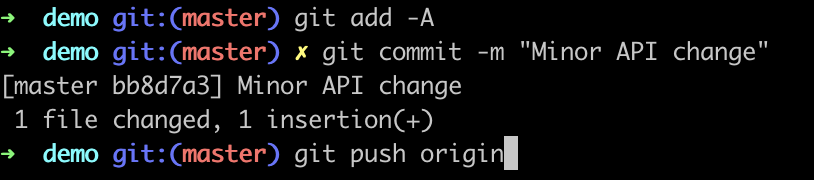 ➜  demo git:(master) git add -A
➜  demo git:(master) ✗ git commit -m "Minor API change"
[master bb8d7a3] Minor API change
 1 file changed, 1 insertion(+)
➜  demo git:(master) git push origin